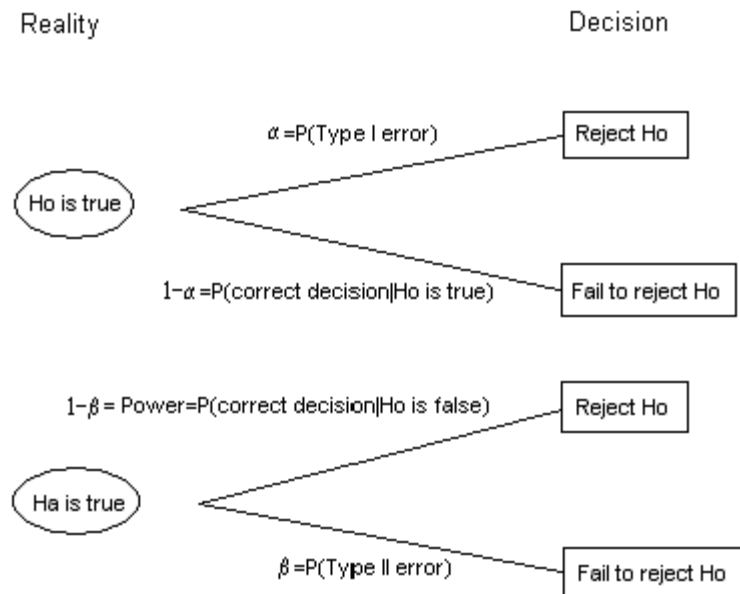 Reality Decision
α=P(Type I error) Reject Ho
Ho is true
1-α=P(correct decision|Ho is true) Fail to reject Ho
1-β= Power=P(correct decision|Ho is false) Reject Ho
Ha is true
β=P(Type II error) Fail to reject Ho